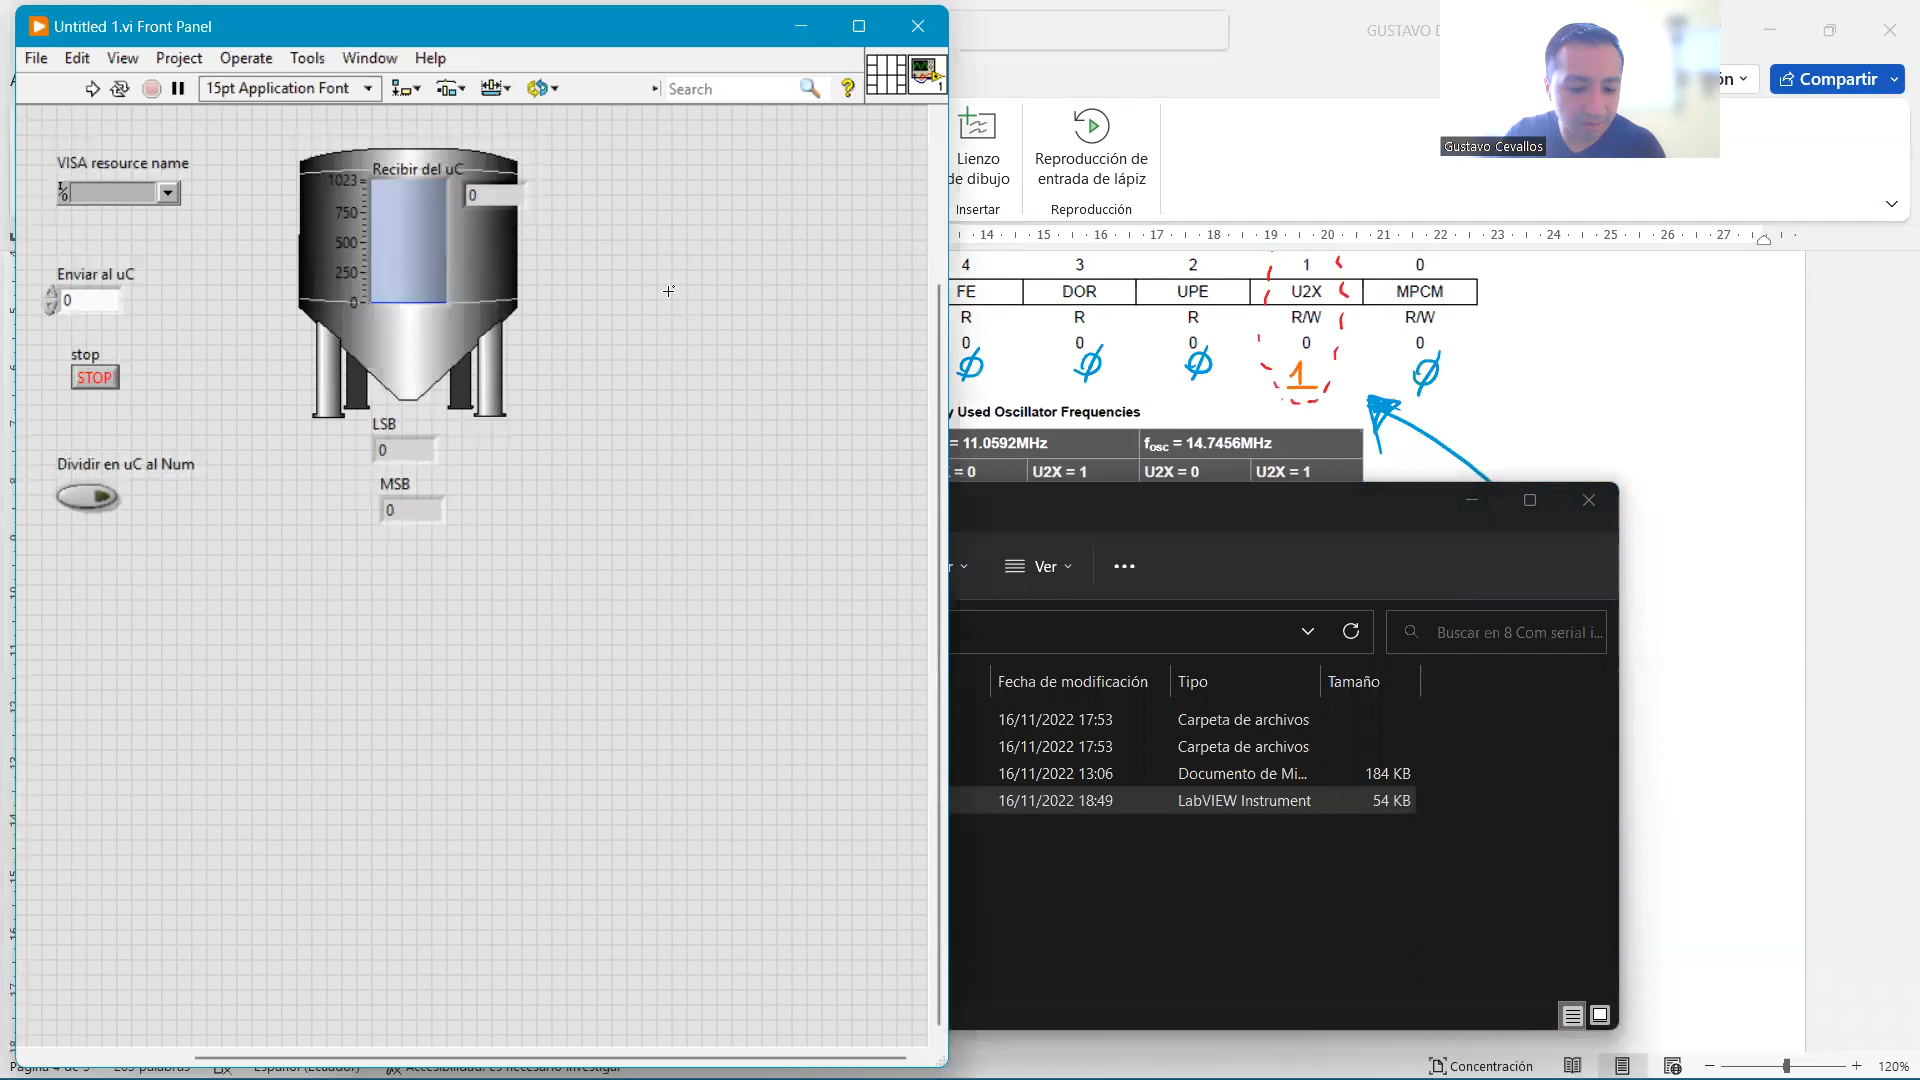 Untitled 1.vi Front Panel
File Edit View Project Operate Tools Window Help
15pt Application Font
Search
1
VISA resource name
Enviar al uC
0
stop
STOP
Dividir en uC al Num
Recibir del uC
1023
750
500
250
0
0
LSB
0
MSB
0
GUSTAVO
Compartir
Gustavo Cevallos
Lienzo
de dibujo
Insertar
Reproducción de
entrada de lápiz
Reproducción
14 15 16 17 18 19 20 21 22 23 24 25 26 27
4 3 2 1 0
FE DOR UPE U2X MPCM
R R R R/W R/W
0 0 0 0 0
Ø Ø Ø 1 Ø
y Used Oscillator Frequencies
= 11.0592MHz fosc = 14.7456MHz
= 0 U2X = 1 U2X = 0 U2X = 1
Ver
Buscar en 8 Com serial i...
Fecha de modificación Tipo Tamaño
16/11/2022 17:53 Carpeta de archivos
16/11/2022 17:53 Carpeta de archivos
16/11/2022 13:06 Documento de Mi... 184 KB
16/11/2022 18:49 LabVIEW Instrument 54 KB
Concentración
120%